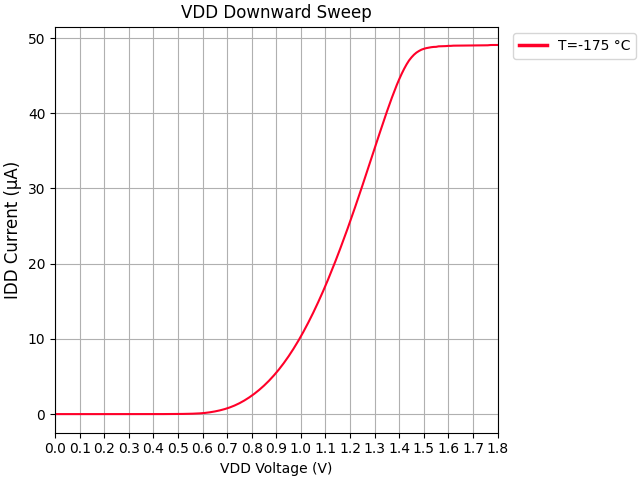 VDD Downward Sweep
T=-175 °C
IDD Current (μA)
50
40
30
20
10
0
0.0 0.1 0.2 0.3 0.4 0.5 0.6 0.7 0.8 0.9 1.0 1.1 1.2 1.3 1.4 1.5 1.6 1.7 1.8
VDD Voltage (V)